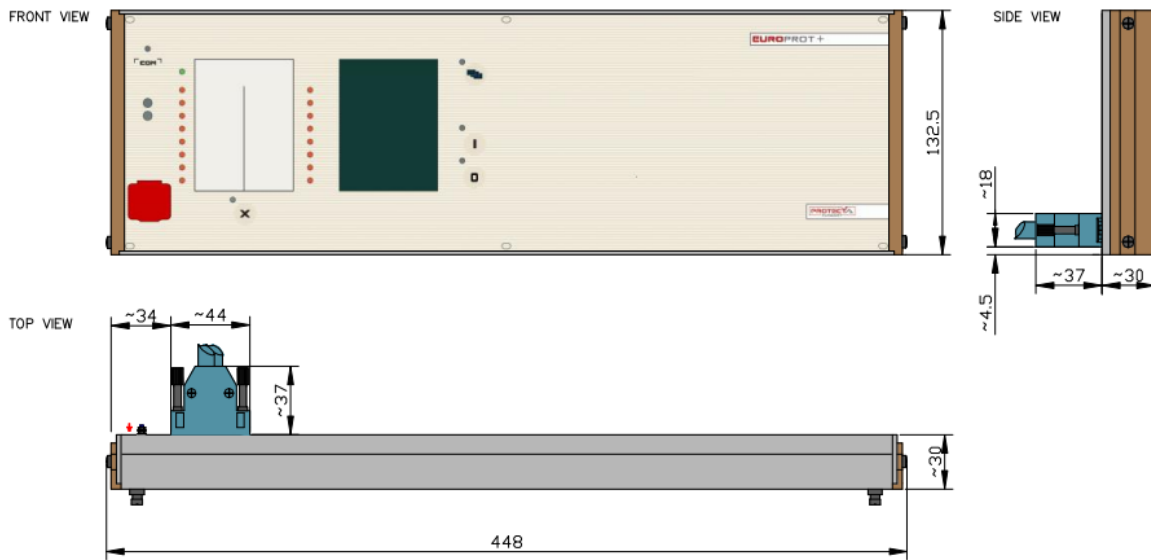 FRONT VIEW
SIDE VIEW
EUROPROT+
COM
I
O
X
PROTECTA
132.5
~18
~37
~30
~4.5
TOP VIEW
~34
~44
~37
~30
448